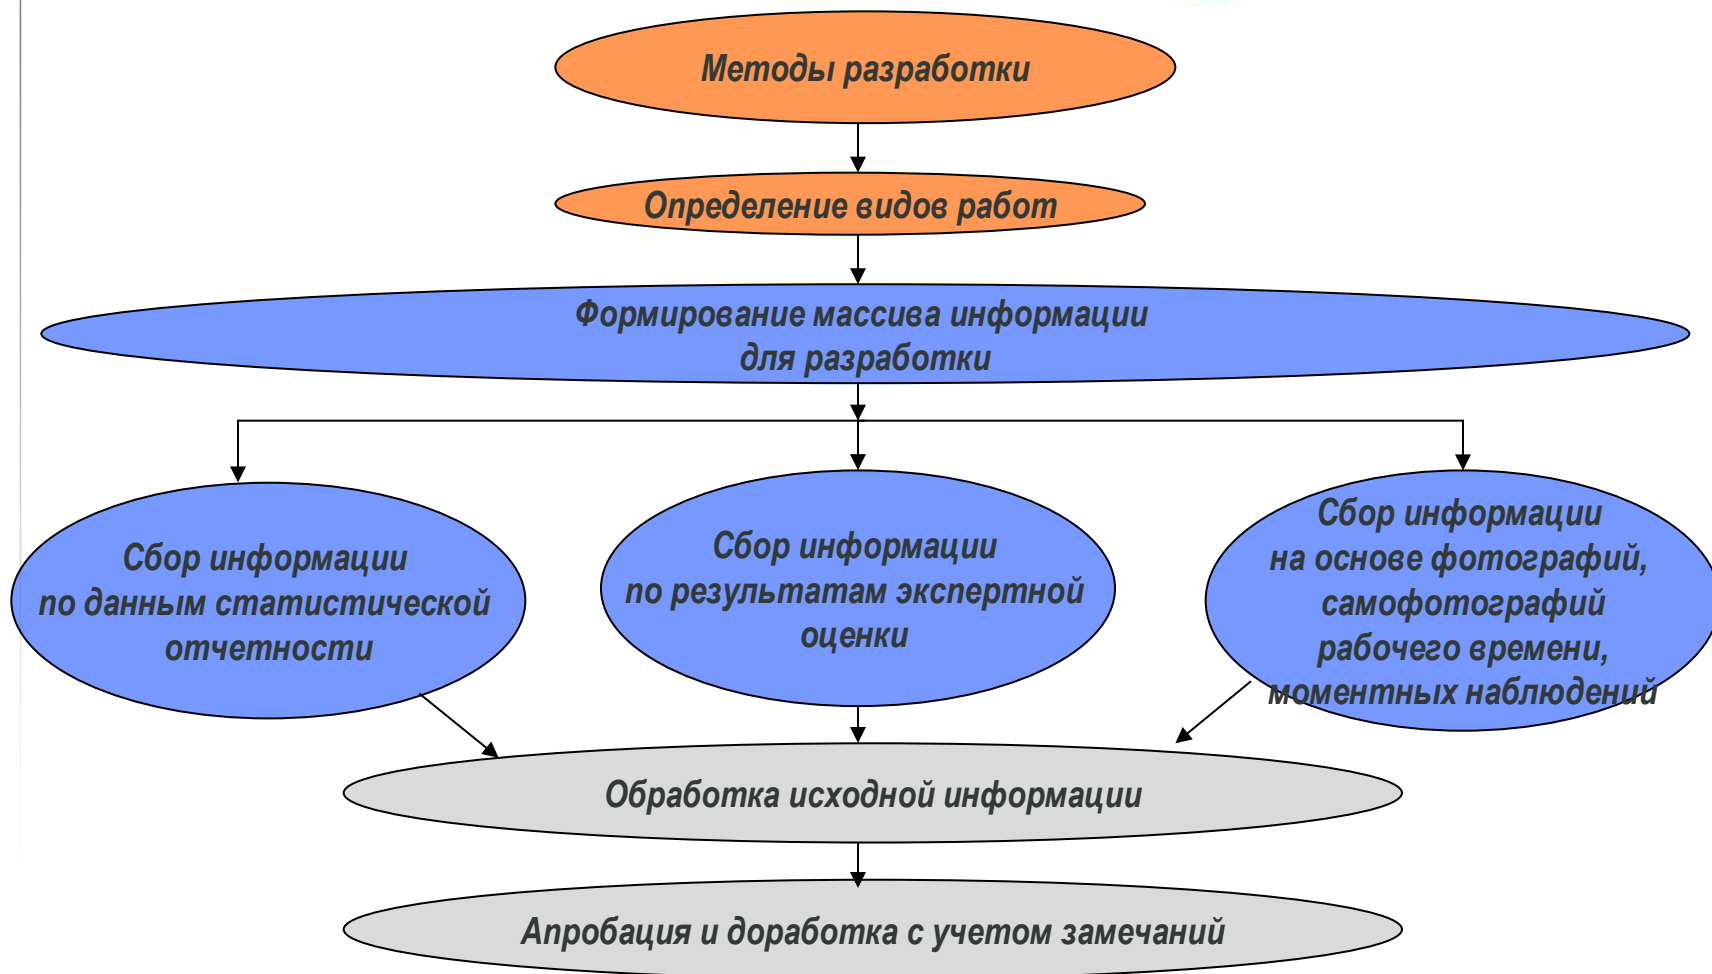 Методы разработки
Определение видов работ
Формирование массива информации
для разработки
Сбор информации
по данным статистической
отчетности
Сбор информации
по результатам экспертной
оценки
Сбор информации
на основе фотографий,
самофотографий
рабочего времени,
моментных наблюдений
Обработка исходной информации
Апробация и доработка с учетом замечаний